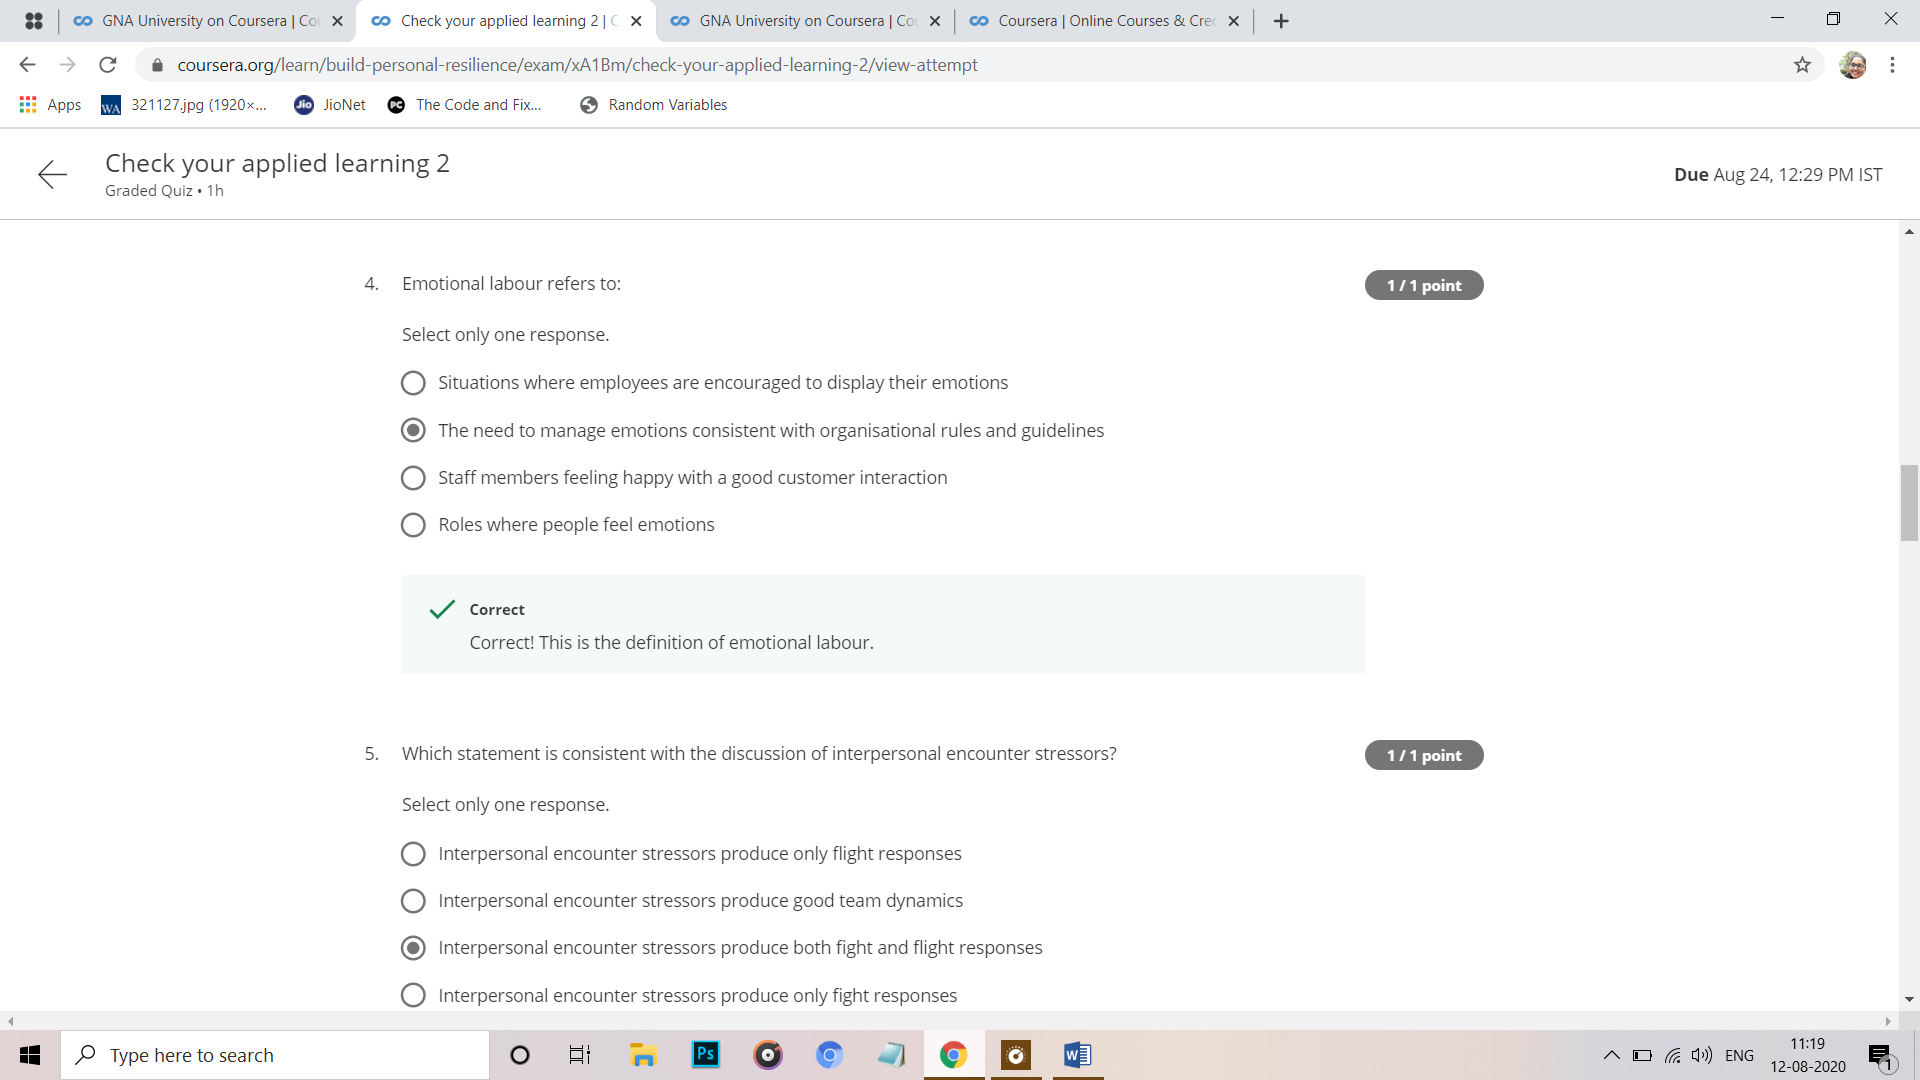 GNA University on Coursera | Co
Check your applied learning 2 | C
GNA University on Coursera | Co
Coursera | Online Courses & Cre
coursera.org/learn/build-personal-resilience/exam/xA1Bm/check-your-applied-learning-2/view-attempt
Apps
WA
321127.jpg (1920×...
Jio
JioNet
PC
The Code and Fix...
Random Variables
Check your applied learning 2
Graded Quiz • 1h
Due Aug 24, 12:29 PM IST
4. Emotional labour refers to:
1 / 1 point
Select only one response.
Situations where employees are encouraged to display their emotions
The need to manage emotions consistent with organisational rules and guidelines
Staff members feeling happy with a good customer interaction
Roles where people feel emotions
Correct
Correct! This is the definition of emotional labour.
5. Which statement is consistent with the discussion of interpersonal encounter stressors?
1 / 1 point
Select only one response.
Interpersonal encounter stressors produce only flight responses
Interpersonal encounter stressors produce good team dynamics
Interpersonal encounter stressors produce both fight and flight responses
Interpersonal encounter stressors produce only fight responses
Type here to search
Ps
W
ENG
11:19
12-08-2020
1